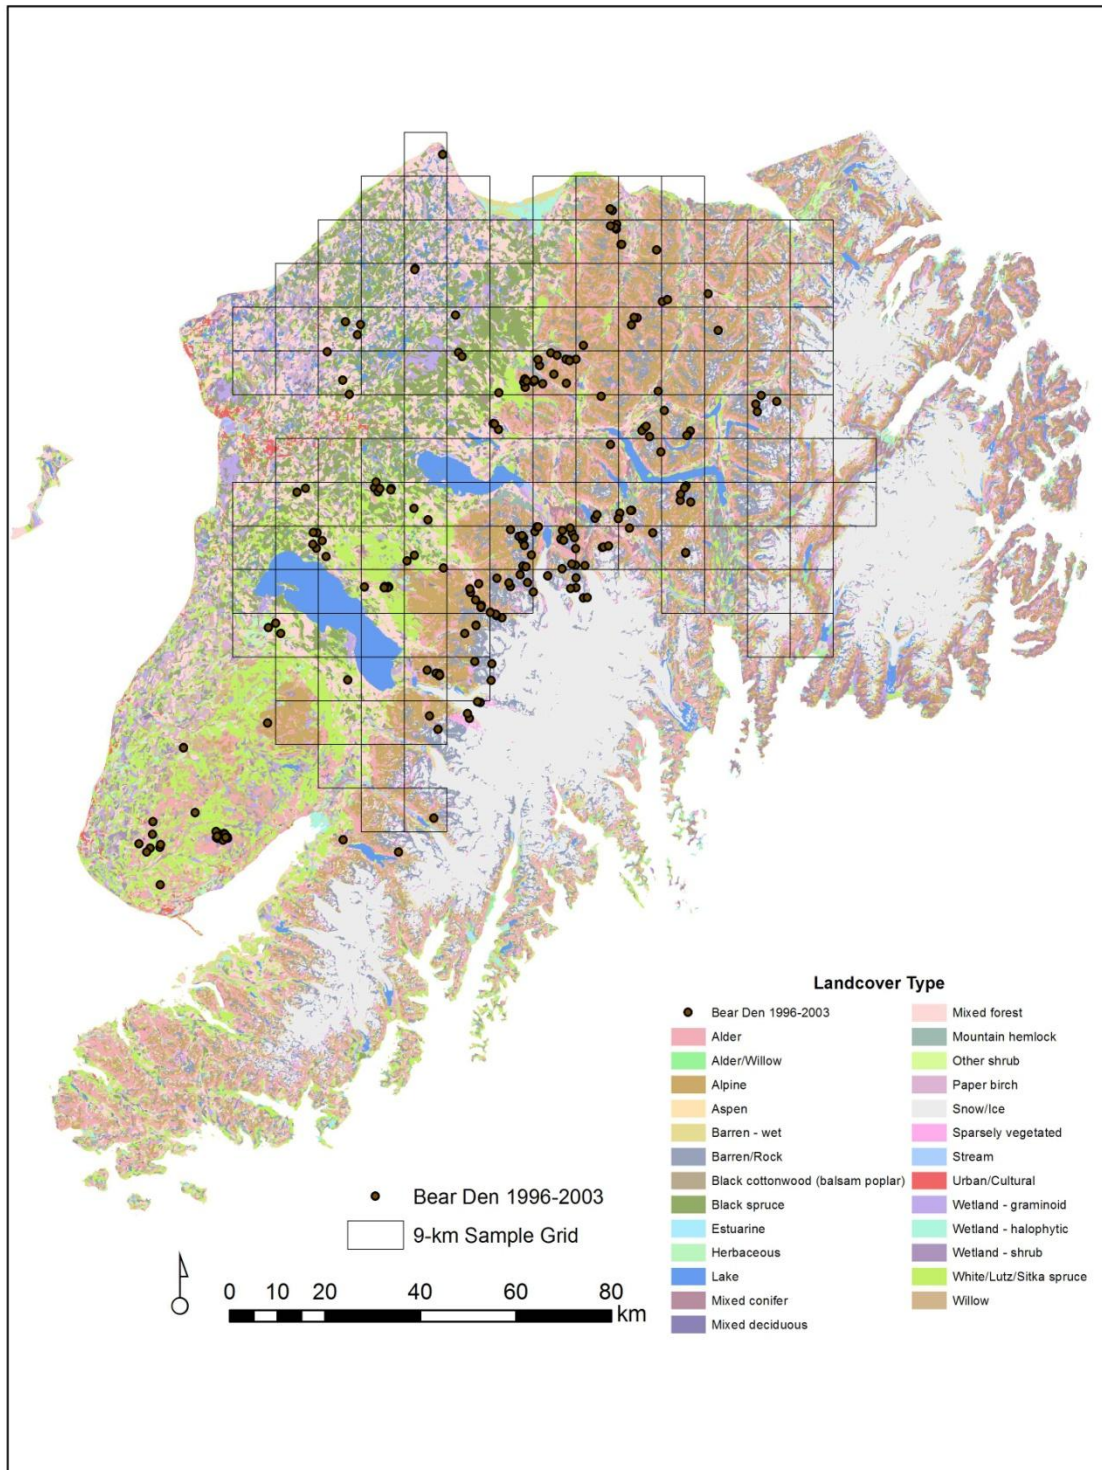 Landcover Type
Bear Den 1996-2003
Alder
Alder/Willow
Alpine
Aspen
Barren - wet
Barren/Rock
Black cottonwood (balsam poplar)
Black spruce
Estuarine
Herbaceous
Lake
Mixed conifer
Mixed deciduous
Mixed forest
Mountain hemlock
Other shrub
Paper birch
Snow/Ice
Sparsely vegetated
Stream
Urban/Cultural
Wetland - graminoid
Wetland - halophytic
Wetland - shrub
White/Lutz/Sitka spruce
Willow
Bear Den 1996-2003
9-km Sample Grid
0 10 20 40 60 80
km